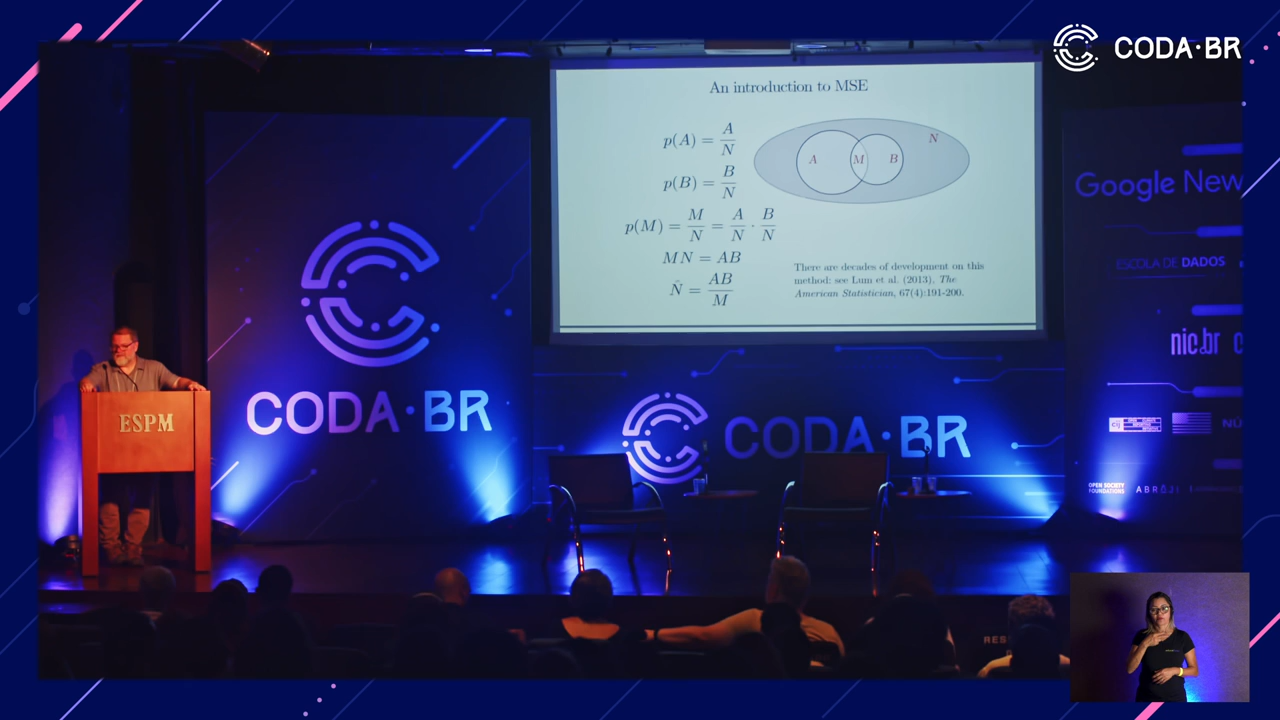 CODA·BR
An introduction to MSE
p(A) = A/N
p(B) = B/N
p(M) = M/N = A/N · B/N
MN = AB
N̂ = AB/M
A M B N
There are decades of development on this
method: see Lum et al. (2013), The
American Statistician, 67(4):191-200.
Google New
ESCOLA DE DADOS
nic.br c
CODA·BR
CODA·BR
ESPM
NÚ
OPEN SOCIETY
FOUNDATIONS
ABRAJI
RES